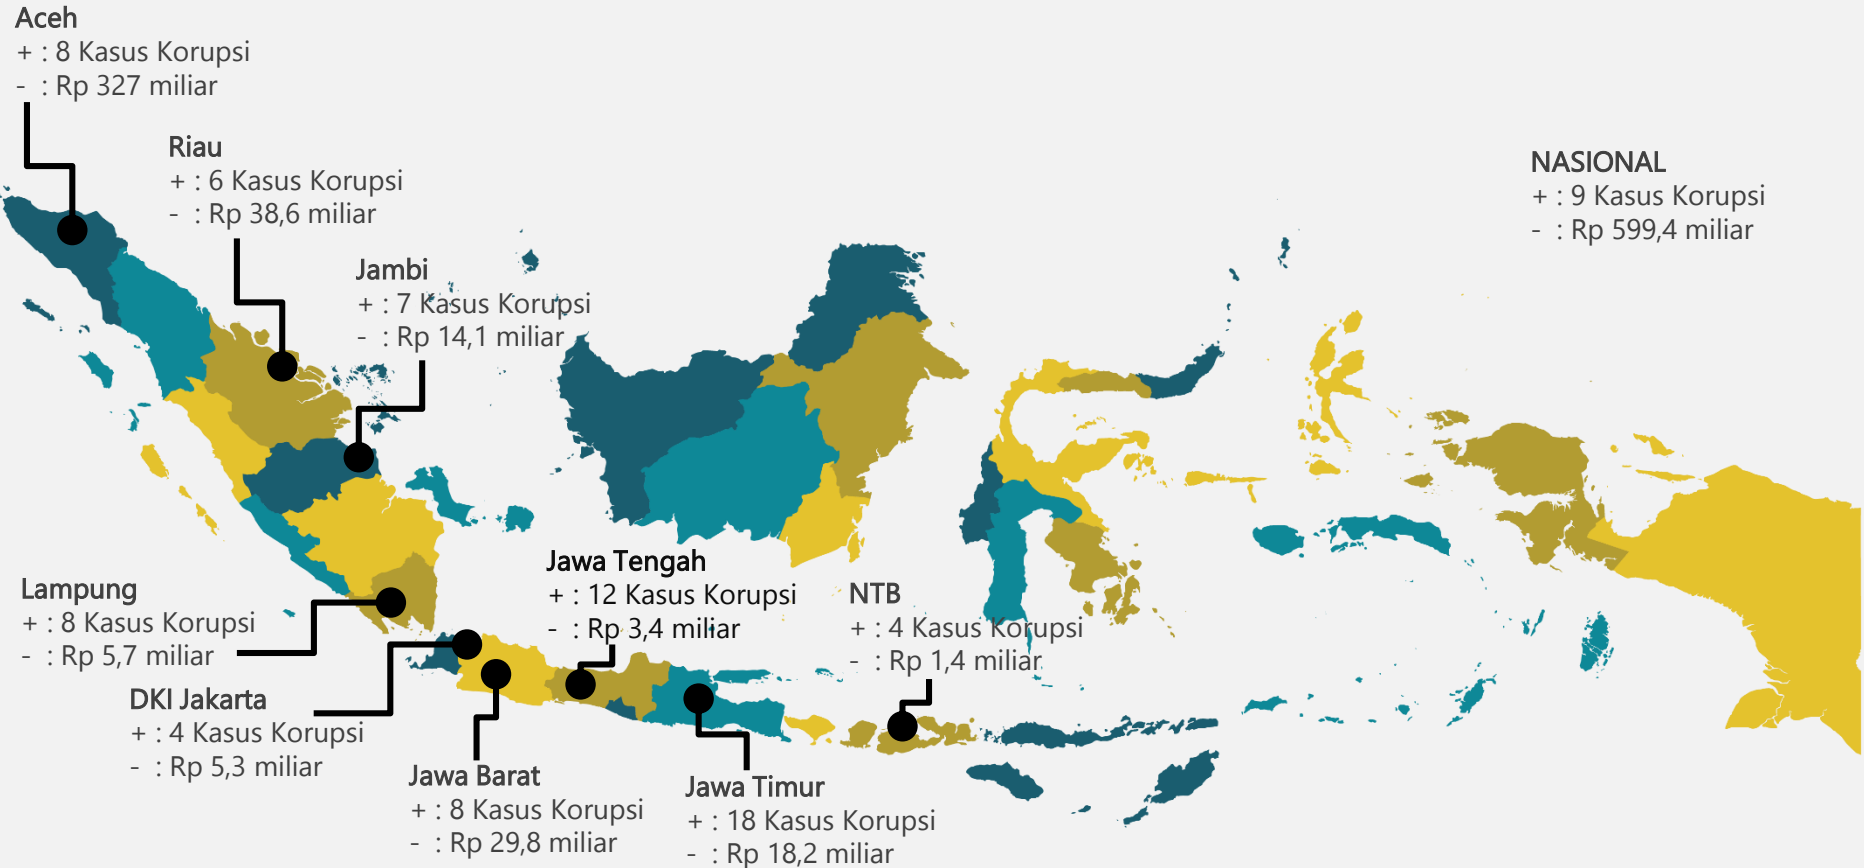 Aceh
+ : 8 Kasus Korupsi
- : Rp 327 miliar
Riau
+ : 6 Kasus Korupsi
- : Rp 38,6 miliar
NASIONAL
+ : 9 Kasus Korupsi
- : Rp 599,4 miliar
Jambi
+ : 7 Kasus Korupsi
- : Rp 14,1 miliar
Jawa Tengah
+ : 12 Kasus Korupsi
- : Rp 3,4 miliar
Lampung
+ : 8 Kasus Korupsi
- : Rp 5,7 miliar
NTB
+ : 4 Kasus Korupsi
- : Rp 1,4 miliar
DKI Jakarta
+ : 4 Kasus Korupsi
- : Rp 5,3 miliar
Jawa Barat
+ : 8 Kasus Korupsi
- : Rp 29,8 miliar
Jawa Timur
+ : 18 Kasus Korupsi
- : Rp 18,2 miliar